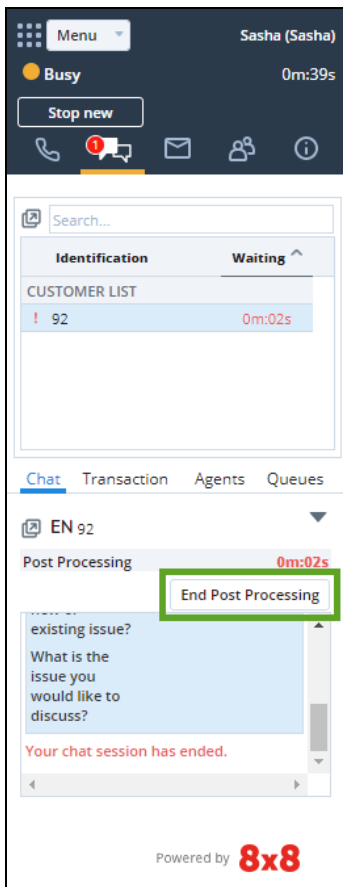 Menu
Sasha (Sasha)
Busy
0m:39s
Stop new
1
Search...
Identification
Waiting
CUSTOMER LIST
! 92
0m:02s
Chat Transaction Agents Queues
EN 92
Post Processing
0m:02s
End Post Processing
existing issue?
What is the
issue you
would like to
discuss?
Your chat session has ended.
Powered by 8x8